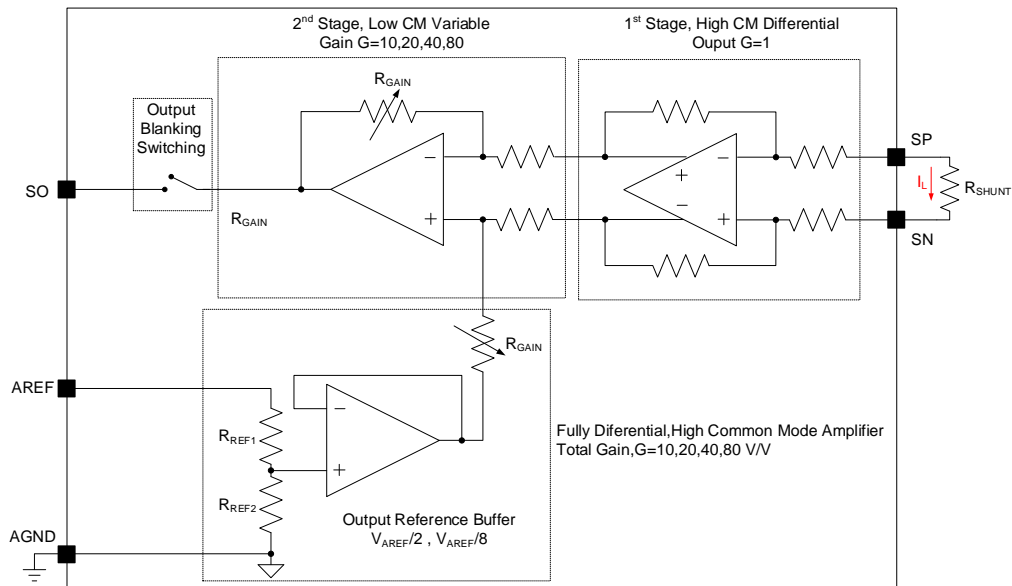 2nd Stage, Low CM Variable
Gain G=10,20,40,80
1st Stage, High CM Differential
Ouput G=1
RGAIN
Output
Blanking
Switching
−
+
−
+
+
−
SP
IL
RSHUNT
SO
RGAIN
SN
RGAIN
AREF
−
+
RREF1
RREF2
Fully Diferential,High Common Mode Amplifier
Total Gain,G=10,20,40,80 V/V
AGND
Output Reference Buffer
VAREF/2 , VAREF/8